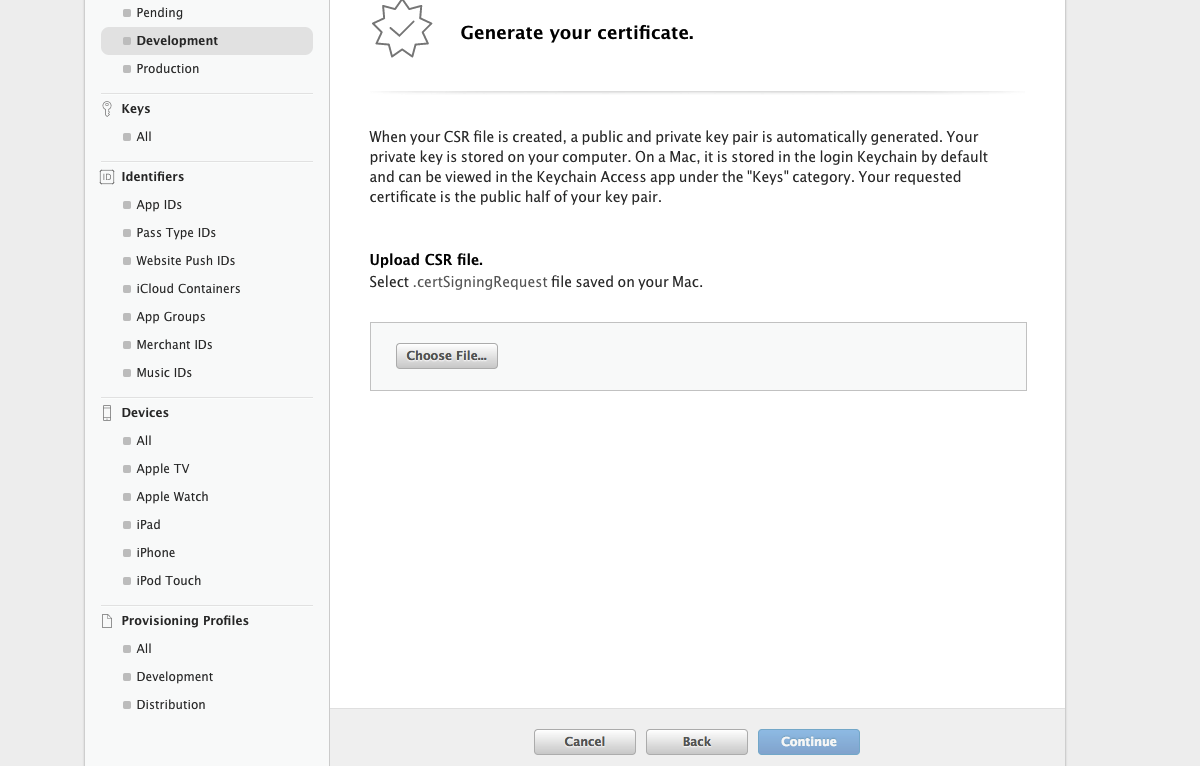 Pending
Development
Production
Keys
All
ID Identifiers
App IDs
Pass Type IDs
Website Push IDs
iCloud Containers
App Groups
Merchant IDs
Music IDs
Devices
All
Apple TV
Apple Watch
iPad
iPhone
iPod Touch
Provisioning Profiles
All
Development
Distribution
Generate your certificate.
When your CSR file is created, a public and private key pair is automatically generated. Your
private key is stored on your computer. On a Mac, it is stored in the login Keychain by default
and can be viewed in the Keychain Access app under the "Keys" category. Your requested
certificate is the public half of your key pair.
Upload CSR file.
Select .certSigningRequest file saved on your Mac.
Choose File...
Cancel
Back
Continue